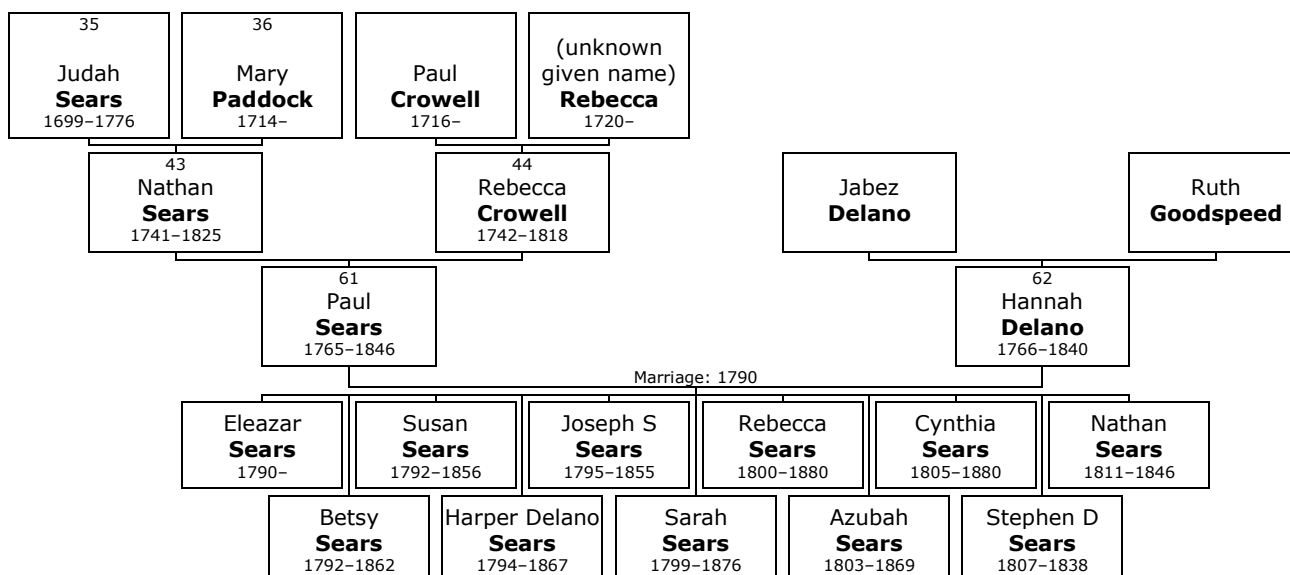 35
Judah
Sears
1699–1776
36
Mary
Paddock
1714–
Paul
Crowell
1716–
(unknown
given name)
Rebecca
1720–
43
Nathan
Sears
1741–1825
44
Rebecca
Crowell
1742–1818
Jabez
Delano
Ruth
Goodspeed
61
Paul
Sears
1765–1846
62
Hannah
Delano
1766–1840
Marriage: 1790
Eleazar
Sears
1790–
Susan
Sears
1792–1856
Joseph S
Sears
1795–1855
Rebecca
Sears
1800–1880
Cynthia
Sears
1805–1880
Nathan
Sears
1811–1846
Betsy
Sears
1792–1862
Harper Delano
Sears
1794–1867
Sarah
Sears
1799–1876
Azubah
Sears
1803–1869
Stephen D
Sears
1807–1838